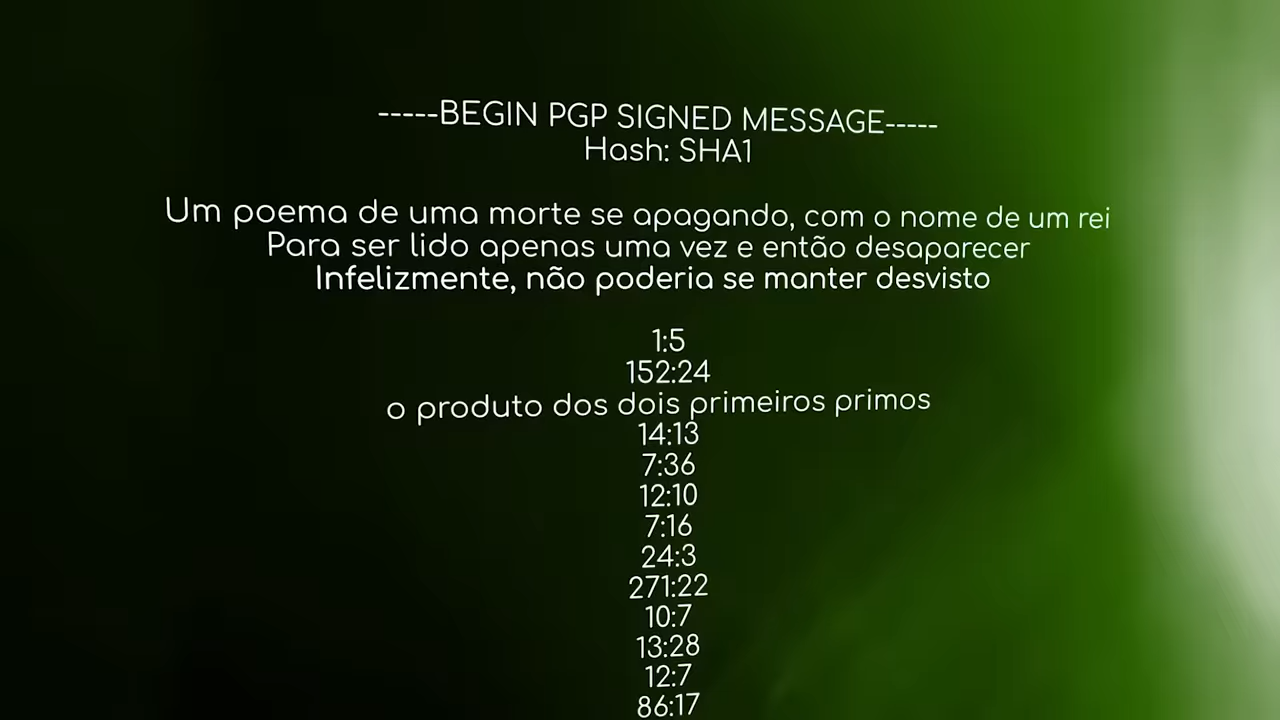 -----BEGIN PGP SIGNED MESSAGE-----
Hash: SHA1
Um poema de uma morte se apagando, com o nome de um rei
Para ser lido apenas uma vez e então desaparecer
Infelizmente, não poderia se manter desvisto
1:5
152:24
o produto dos dois primeiros primos
14:13
7:36
12:10
7:16
24:3
271:22
10:7
13:28
12:7
86:17